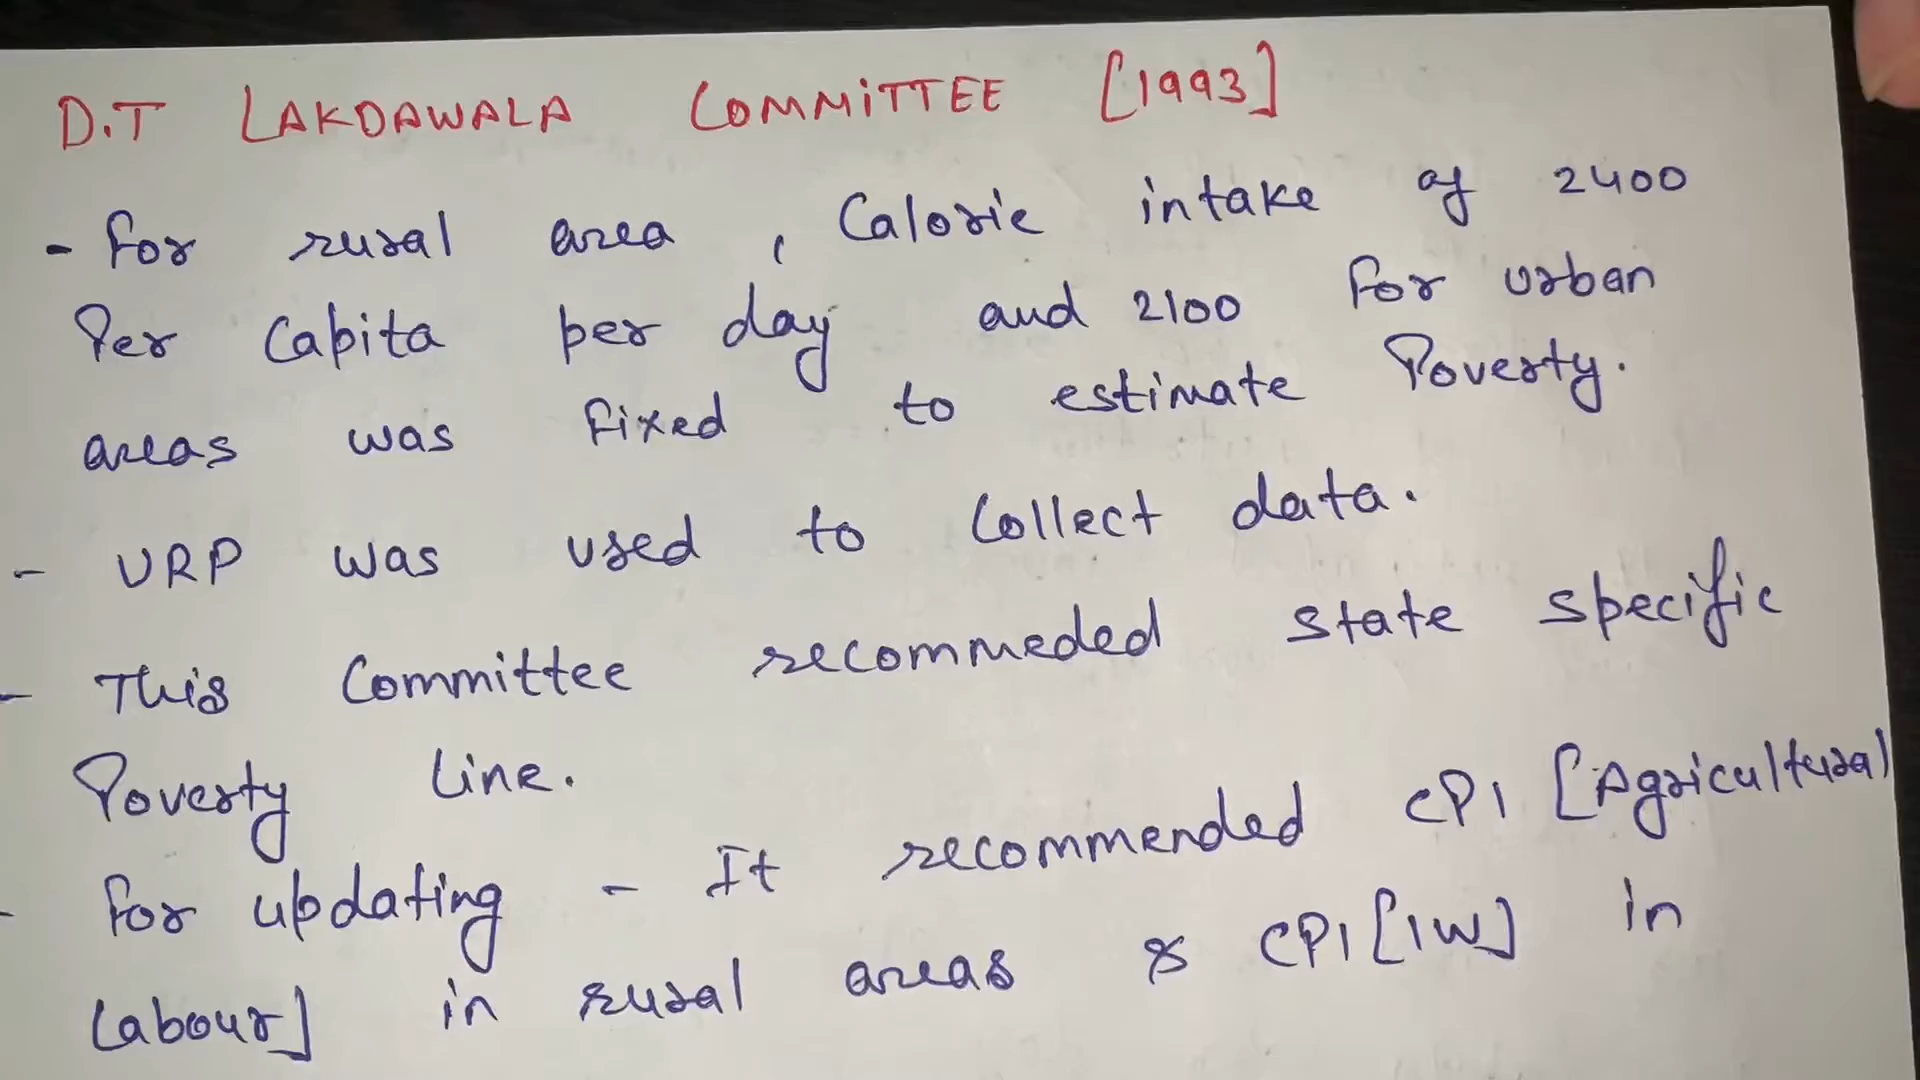 D.T LAKDAWALA COMMITTEE [1993]
- For rural area, Calorie intake of 2400
Per Capita per day and 2100 for urban
areas was fixed to estimate Poverty.
- URP was used to collect data.
- This Committee recommeded state specific
Poverty line.
- For updating - It recommended CPI [Agricultural
Labour] in rural areas & CPI [IW] in